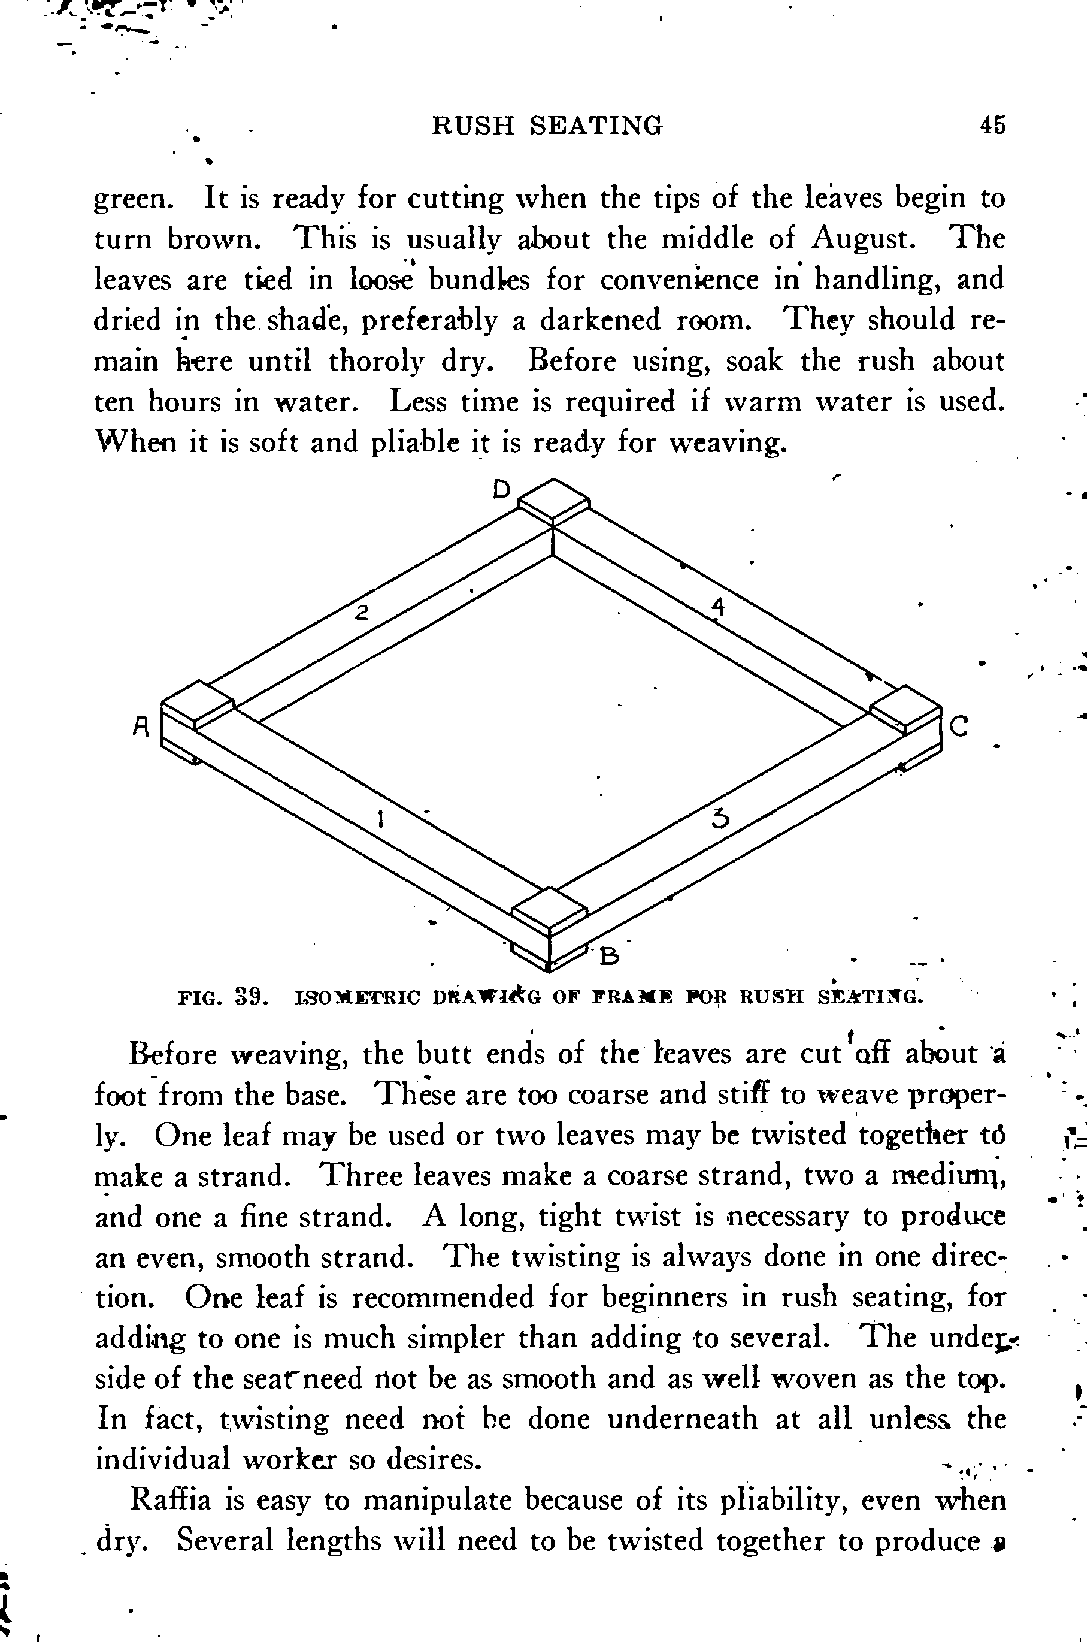 RUSH SEATING 45
green. It is ready for cutting when the tips of the leaves begin to
turn brown. This is usually about the middle of August. The
leaves are tied in loose bundles for convenience in handling, and
dried in the shade, preferably a darkened room. They should re-
main here until thoroly dry. Before using, soak the rush about
ten hours in water. Less time is required if warm water is used.
When it is soft and pliable it is ready for weaving.
D
2 4
A C
1 3
B
FIG. 39. ISOMETRIC DRAWING OF FRAME FOR RUSH SEATING.
Before weaving, the butt ends of the leaves are cut off about a
foot from the base. These are too coarse and stiff to weave proper-
ly. One leaf may be used or two leaves may be twisted together to
make a strand. Three leaves make a coarse strand, two a medium,
and one a fine strand. A long, tight twist is necessary to produce
an even, smooth strand. The twisting is always done in one direc-
tion. One leaf is recommended for beginners in rush seating, for
adding to one is much simpler than adding to several. The under-
side of the seat need not be as smooth and as well woven as the top.
In fact, twisting need not be done underneath at all unless the
individual worker so desires.
Raffia is easy to manipulate because of its pliability, even when
dry. Several lengths will need to be twisted together to produce a